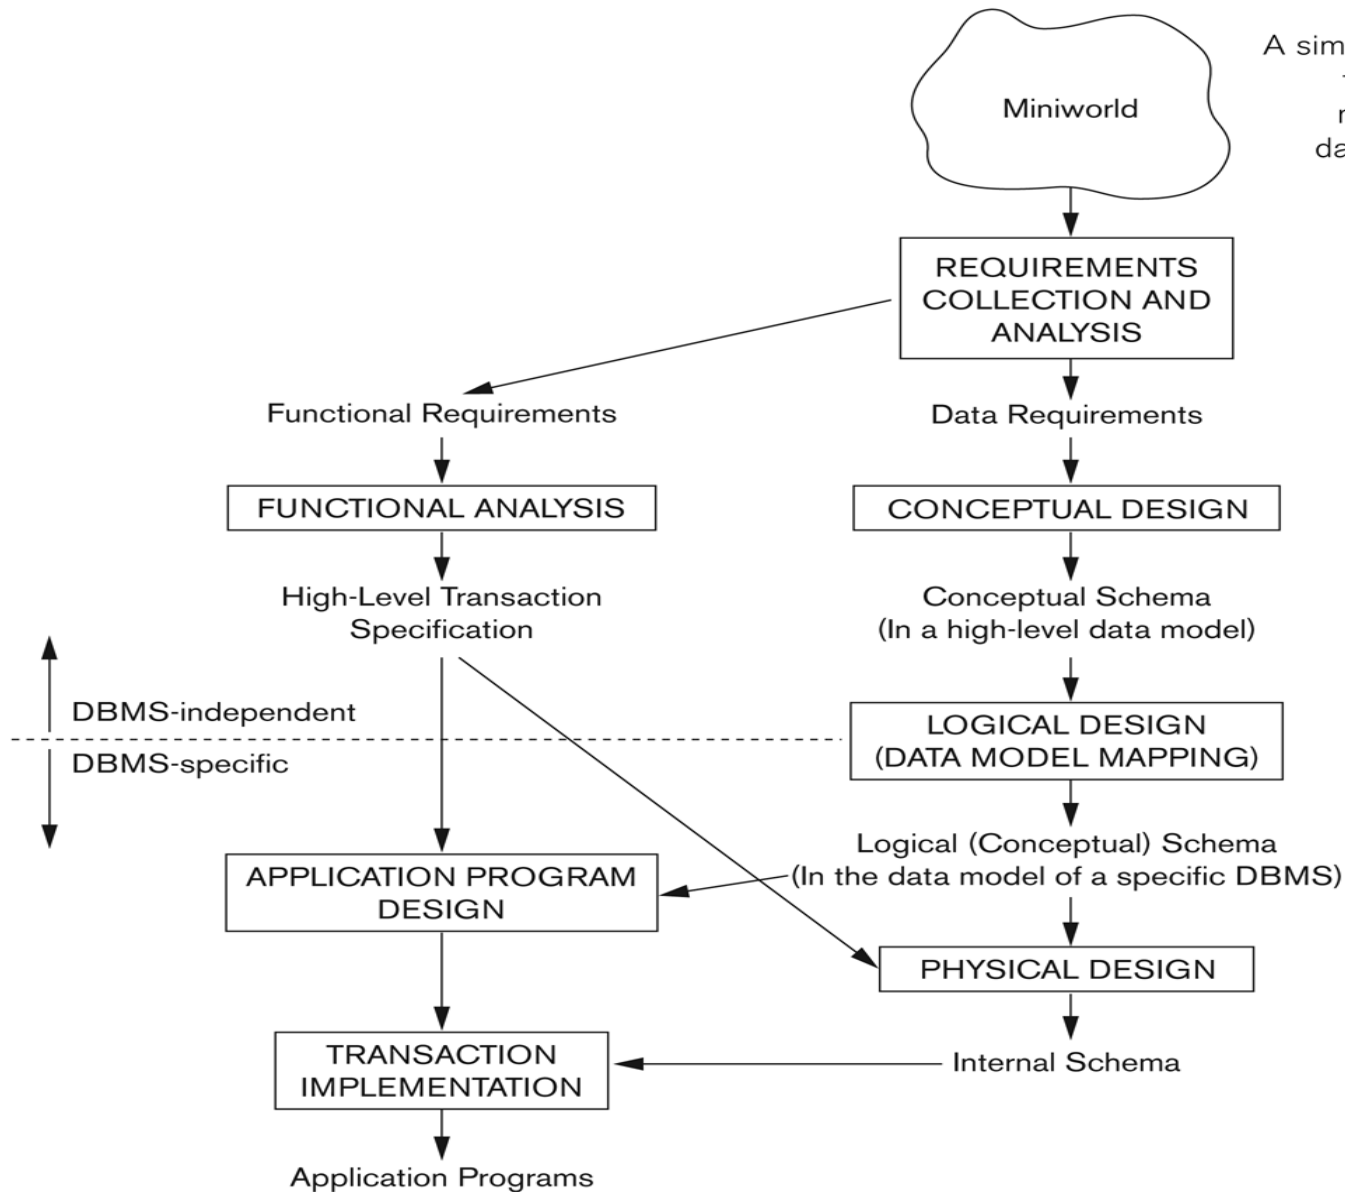 A sim
Miniworld
da
REQUIREMENTS
COLLECTION AND
ANALYSIS
Functional Requirements
Data Requirements
FUNCTIONAL ANALYSIS
CONCEPTUAL DESIGN
High-Level Transaction
Specification
Conceptual Schema
(In a high-level data model)
DBMS-independent
DBMS-specific
LOGICAL DESIGN
(DATA MODEL MAPPING)
Logical (Conceptual) Schema
(In the data model of a specific DBMS)
APPLICATION PROGRAM
DESIGN
PHYSICAL DESIGN
TRANSACTION
IMPLEMENTATION
Internal Schema
Application Programs